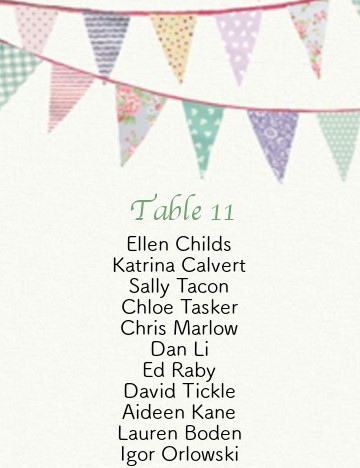 Table 11
Ellen Childs
Katrina Calvert
Sally Tacon
Chloe Tasker
Chris Marlow
Dan Li
Ed Raby
David Tickle
Aideen Kane
Lauren Boden
Igor Orlowski